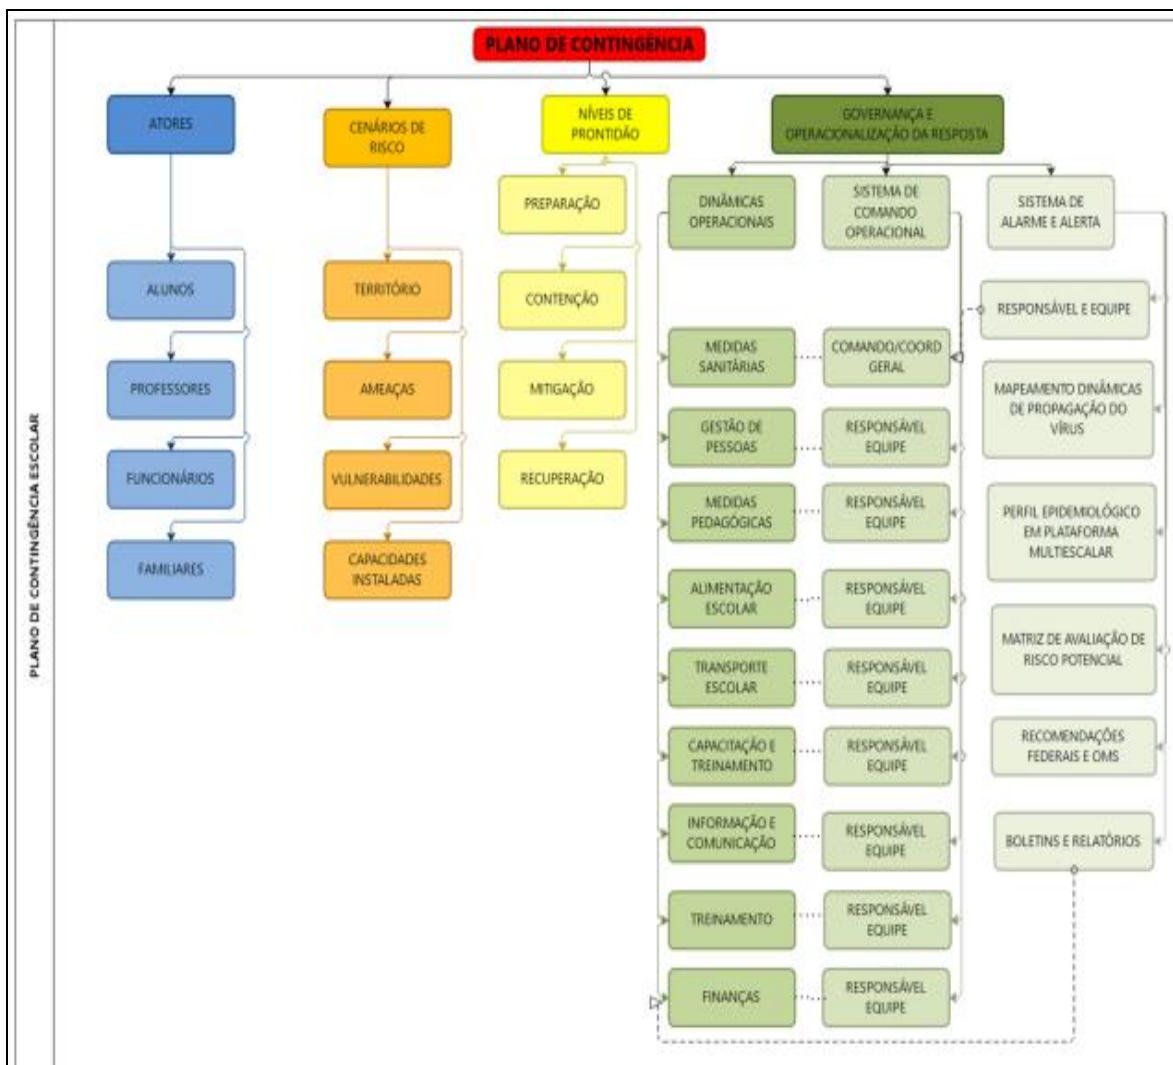 PLANO DE CONTINGÊNCIA ESCOLAR
PLANO DE CONTINGÊNCIA
ATORES
ALUNOS
PROFESSORES
FUNCIONÁRIOS
FAMILIARES
CENÁRIOS DE
RISCO
TERRITÓRIO
AMEAÇAS
VULNERABILIDADES
CAPACIDADES
INSTALADAS
NÍVEIS DE
PRONTIDÃO
PREPARAÇÃO
CONTENÇÃO
MITIGAÇÃO
RECUPERAÇÃO
GOVERNANÇA E
OPERACIONALIZAÇÃO DA RESPOSTA
DINÂMICAS
OPERACIONAIS
MEDIDAS
SANITÁRIAS
GESTÃO DE
PESSOAS
MEDIDAS
PEDAGÓGICAS
ALIMENTAÇÃO
ESCOLAR
TRANSPORTE
ESCOLAR
CAPACITAÇÃO E
TREINAMENTO
INFORMAÇÃO E
COMUNICAÇÃO
TREINAMENTO
FINANÇAS
SISTEMA DE
COMANDO
OPERACIONAL
COMANDO/COORD
GERAL
RESPONSÁVEL
EQUIPE
RESPONSÁVEL
EQUIPE
RESPONSÁVEL
EQUIPE
RESPONSÁVEL
EQUIPE
RESPONSÁVEL
EQUIPE
RESPONSÁVEL
EQUIPE
RESPONSÁVEL
EQUIPE
RESPONSÁVEL
EQUIPE
SISTEMA DE
ALARME E ALERTA
RESPONSÁVEL E EQUIPE
MAPEAMENTO DINÂMICAS
DE PROPAGAÇÃO DO
VÍRUS
PERFIL EPIDEMIOLÓGICO
EM PLATAFORMA
MULTIESCALAR
MATRIZ DE AVALIAÇÃO DE
RISCO POTENCIAL
RECOMENDAÇÕES
FEDERAIS E OMS
BOLETINS E RELATÓRIOS